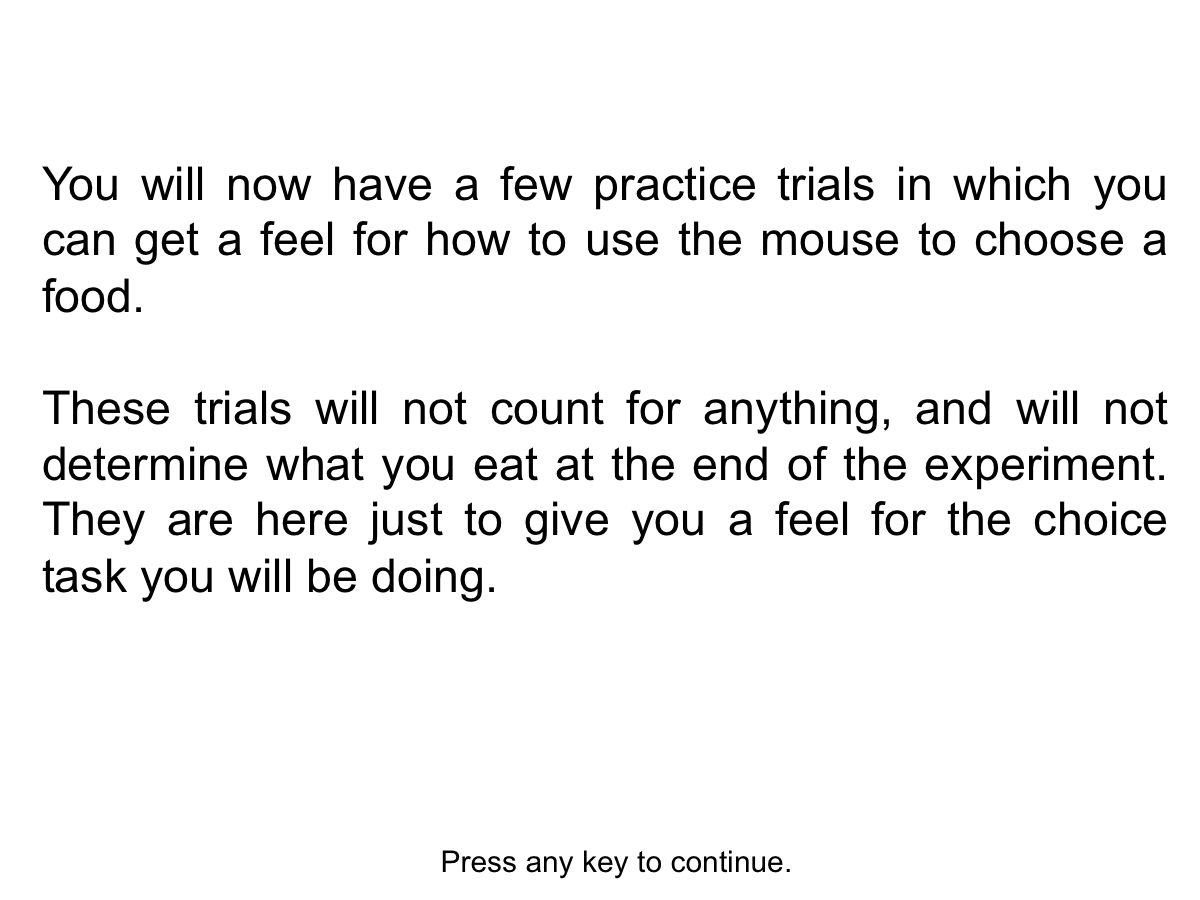 You will now have a few practice trials in which you
can get a feel for how to use the mouse to choose a
food.
These trials will not count for anything, and will not
determine what you eat at the end of the experiment.
They are here just to give you a feel for the choice
task you will be doing.
Press any key to continue.